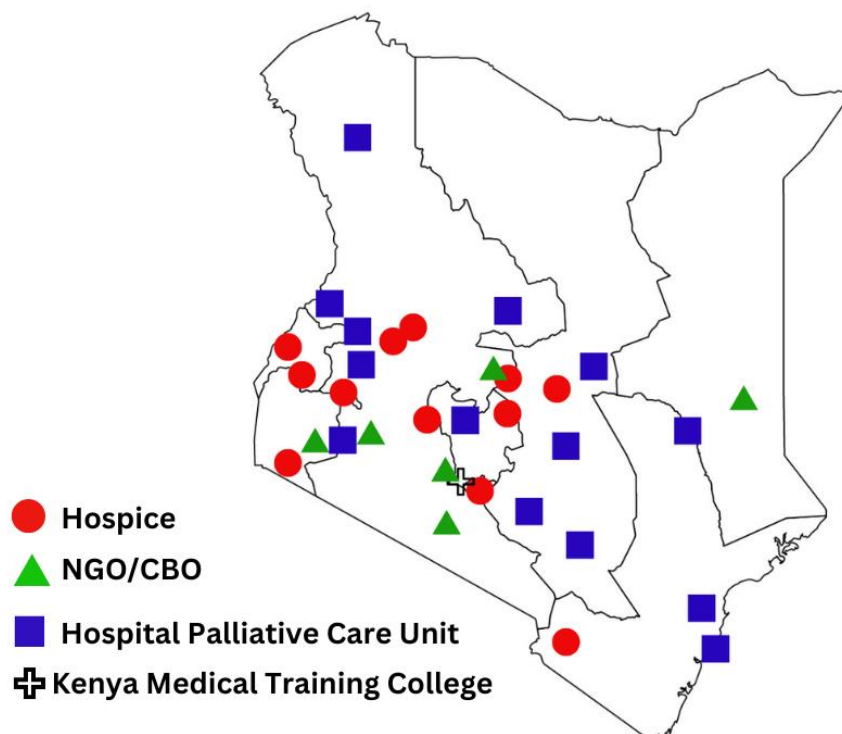 Hospice
NGO/CBO
Hospital Palliative Care Unit
Kenya Medical Training College